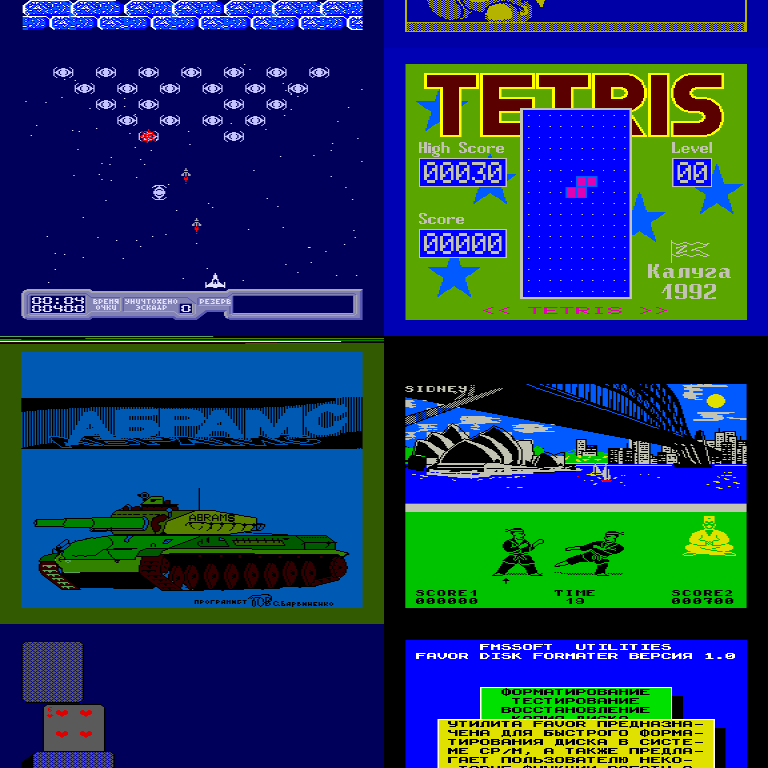 00:04
00400
ВРЕМЯ
ОЧКИ
УНИЧТОЖЕНО
ЭСКАДР
0
РЕЗЕРВ
TETRIS
High Score
00030
Level
00
Score
00000
Калуга
1992
<< TETRIS >>
АБРАМС
ABRAMS
ПРОГРАММИСТ
С.БАРВИНЕНКО
SIDNEY
SCORE1
000000
TIME
19
SCORE2
000700
FMSSOFT UTILITIES
FAVOR DISK FORMATER ВЕРСИЯ 1.0
ФОРМАТИРОВАНИЕ
ТЕСТИРОВАНИЕ
ВОССТАНОВЛЕНИЕ
УТИЛИТА FAVOR ПРЕДНАЗНА-
ЧЕНА ДЛЯ БЫСТРОГО ФОРМА-
ТИРОВАНИЯ ДИСКА В СИСТЕ-
МЕ CP/M, А ТАКЖЕ ПРЕДЛА-
ГАЕТ ПОЛЬЗОВАТЕЛЮ НЕКО-